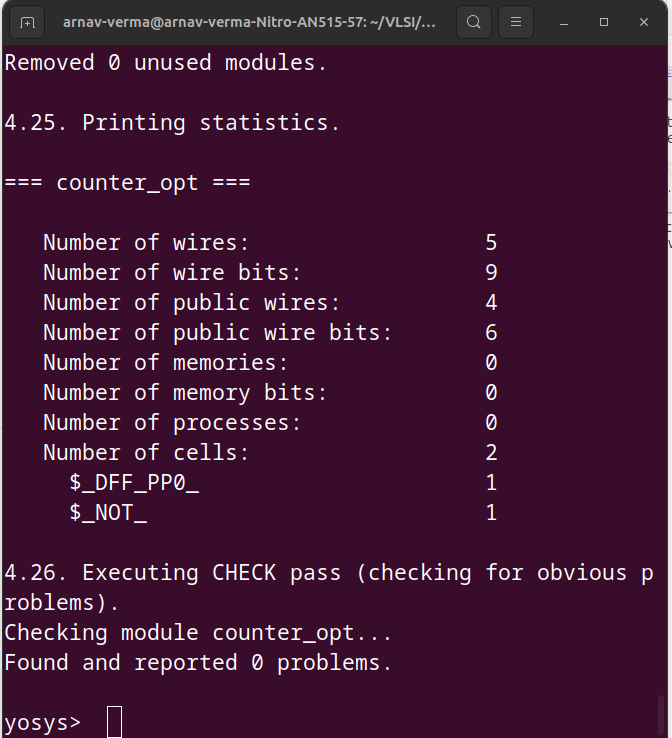 arnav-verma@arnav-verma-Nitro-AN515-57: ~/VLSI/...
Removed 0 unused modules.
4.25. Printing statistics.
=== counter_opt ===
Number of wires: 5
Number of wire bits: 9
Number of public wires: 4
Number of public wire bits: 6
Number of memories: 0
Number of memory bits: 0
Number of processes: 0
Number of cells: 2
$_DFF_PP0_ 1
$_NOT_ 1
4.26. Executing CHECK pass (checking for obvious p
roblems).
Checking module counter_opt...
Found and reported 0 problems.
yosys>